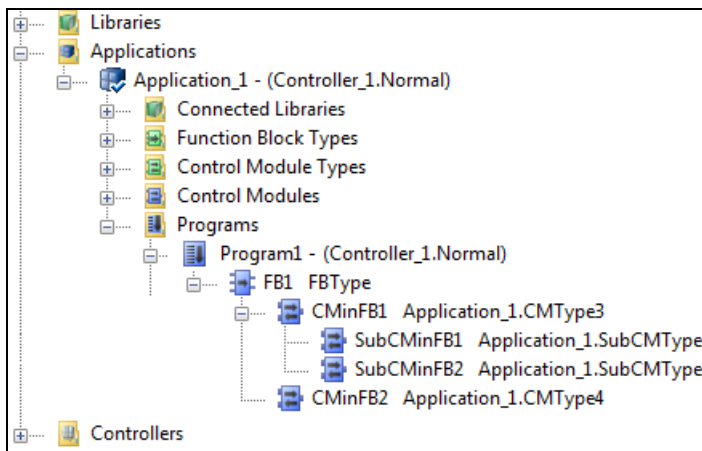 Libraries
Applications
Application_1 - (Controller_1.Normal)
Connected Libraries
Function Block Types
Control Module Types
Control Modules
Programs
Program1 - (Controller_1.Normal)
FB1 FBType
CMinFB1 Application_1.CMType3
SubCMinFB1 Application_1.SubCMType
SubCMinFB2 Application_1.SubCMType
CMinFB2 Application_1.CMType4
Controllers